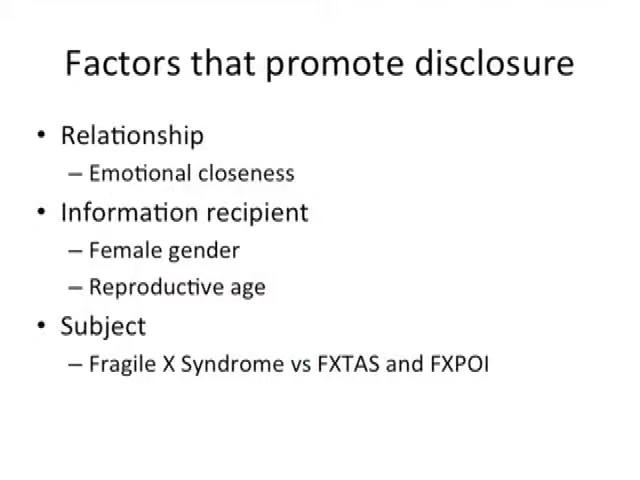 Factors that promote disclosure
• Relationship
– Emotional closeness
• Information recipient
– Female gender
– Reproductive age
• Subject
– Fragile X Syndrome vs FXTAS and FXPOI